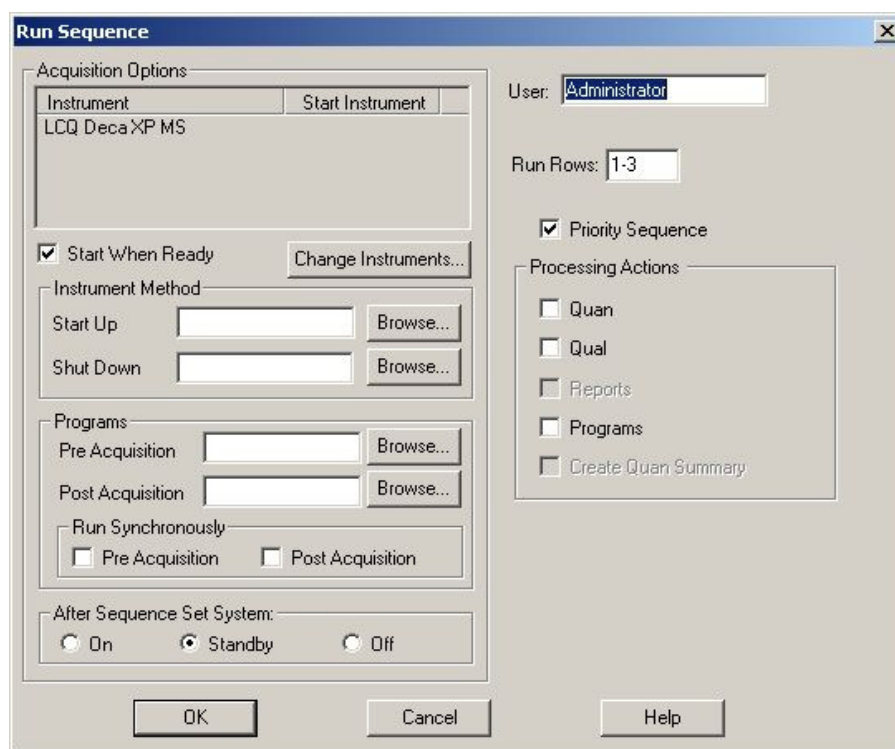 Run Sequence
Acquisition Options
Instrument Start Instrument
LCQ Deca XP MS
Start When Ready
Change Instruments...
Instrument Method
Start Up Browse...
Shut Down Browse...
Programs
Pre Acquisition Browse...
Post Acquisition Browse...
Run Synchronously
Pre Acquisition Post Acquisition
After Sequence Set System:
On Standby Off
User: Administrator
Run Rows: 1-3
Priority Sequence
Processing Actions
Quan
Qual
Reports
Programs
Create Quan Summary
OK Cancel Help